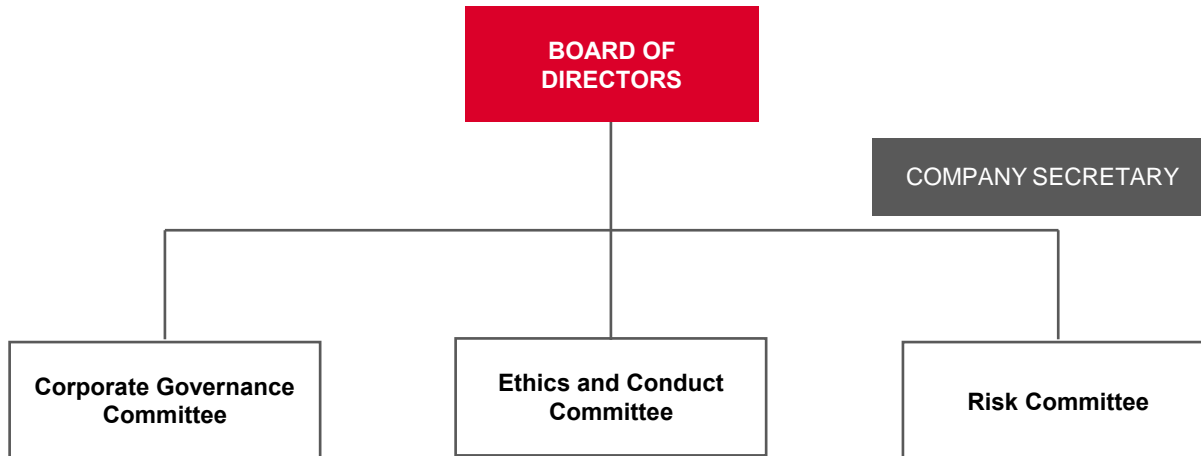 BOARD OF
DIRECTORS
COMPANY SECRETARY
Corporate Governance
Committee
Ethics and Conduct
Committee
Risk Committee